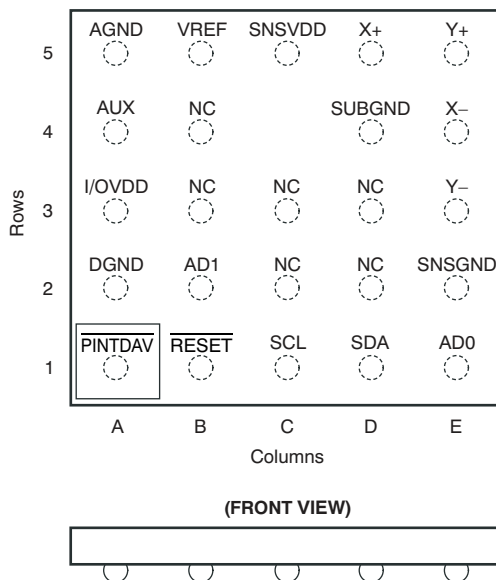 AGND VREF SNSVDD X+ Y+
5
AUX NC SUBGND X−
4
I/OVDD NC NC NC Y−
Rows 3
DGND AD1 NC NC SNSGND
2
PINTDAV RESET SCL SDA AD0
1
A B C D E
Columns
(FRONT VIEW)